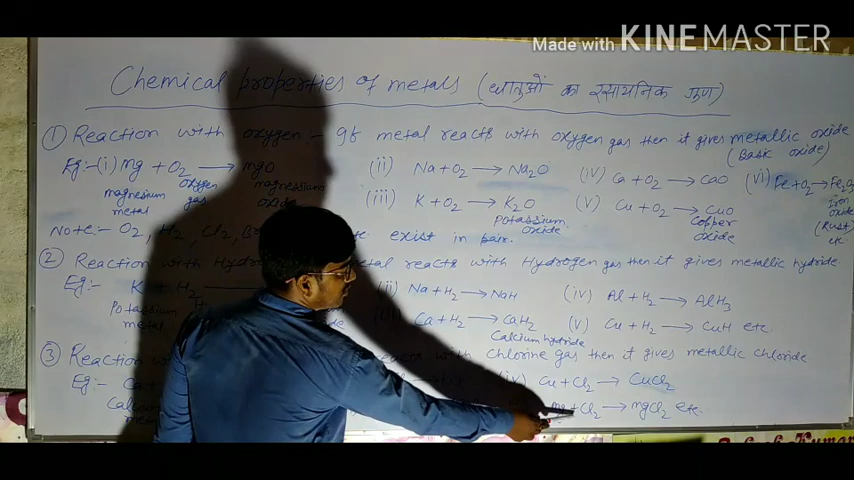 Made with KINEMASTER
Chemical properties of metals (धातुओं का रसायनिक गुण)
① Reaction with oxygen:- If metal reacts with oxygen gas then it gives metallic oxide
(Basic oxide)
Eg:- (i) Mg + O2 → MgO (ii) Na + O2 → Na2O (iv) Ca + O2 → CaO (vi) Fe + O2 → Fe2O3
magnesium metal oxygen gas magnessium oxide iron oxide (Rust) etc
(iii) K + O2 → K2O (v) Cu + O2 → CuO
potassium oxide copper oxide
Note:- O2, H2, Cl2, exist in pair.
② Reaction with metal reacts with Hydrogen gas then it gives metallic hydride
Eg:- K + H2 (ii) Na + H2 → NaH (iv) Al + H2 → AlH3
potassium metal
Ca + H2 → CaH2 (v) Cu + H2 → CuH etc.
Calcium hydride
③ Reaction with chlorine gas then it gives metallic chloride
Eg:- Ca (iv) Cu + Cl2 → CuCl2
+ Cl2 → MgCl2 etc.